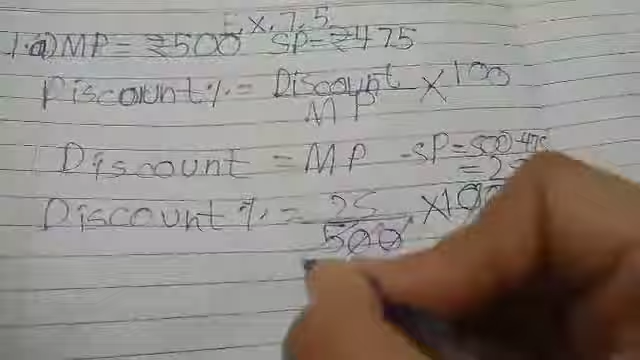 Ex.7.5
1.a) MP = ₹500 SP = ₹475
Discount % = Discount/MP × 100
Discount = MP - SP = 500-475
= 2
Discount % = 25/500 × 100